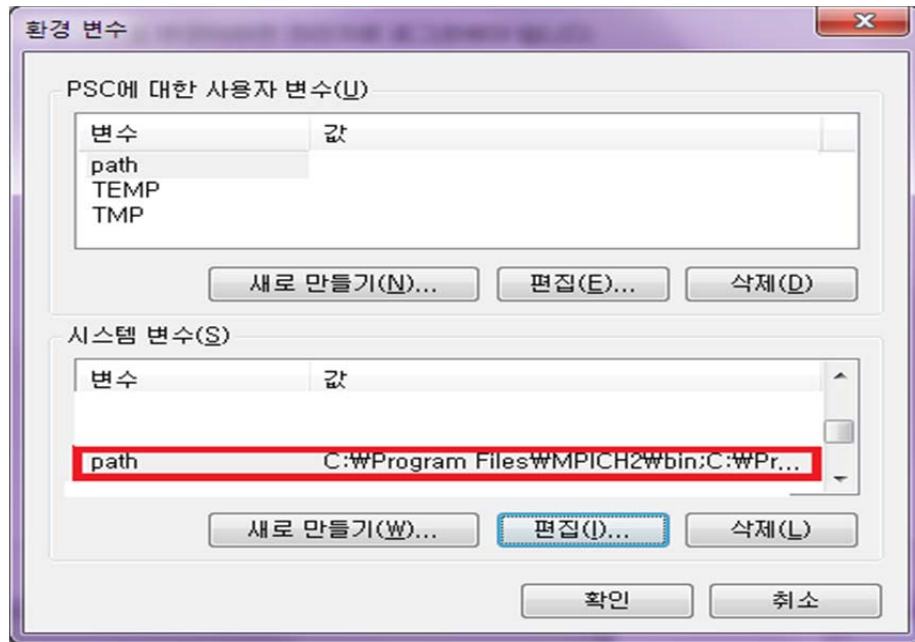 환경 변수
PSC에 대한 사용자 변수(U)
변수 값
path
TEMP
TMP
새로 만들기(N)... 편집(E)... 삭제(D)
시스템 변수(S)
변수 값
path C:₩Program Files₩MPICH2₩bin;C:₩Pr...
새로 만들기(W)... 편집(I)... 삭제(L)
확인 취소